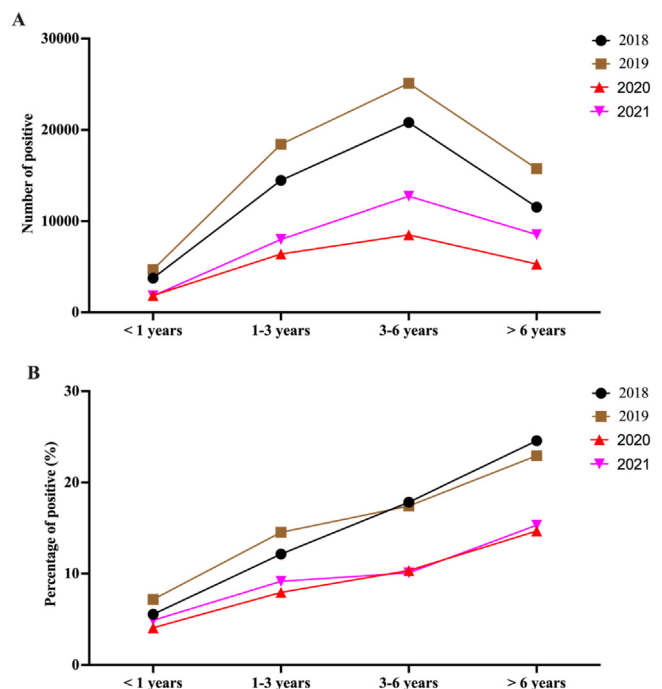 A
Number of positive
30000
20000
10000
0
< 1 years 1-3 years 3-6 years > 6 years
2018
2019
2020
2021
B
Percentage of positive (%)
30
20
10
0
< 1 years 1-3 years 3-6 years > 6 years
2018
2019
2020
2021